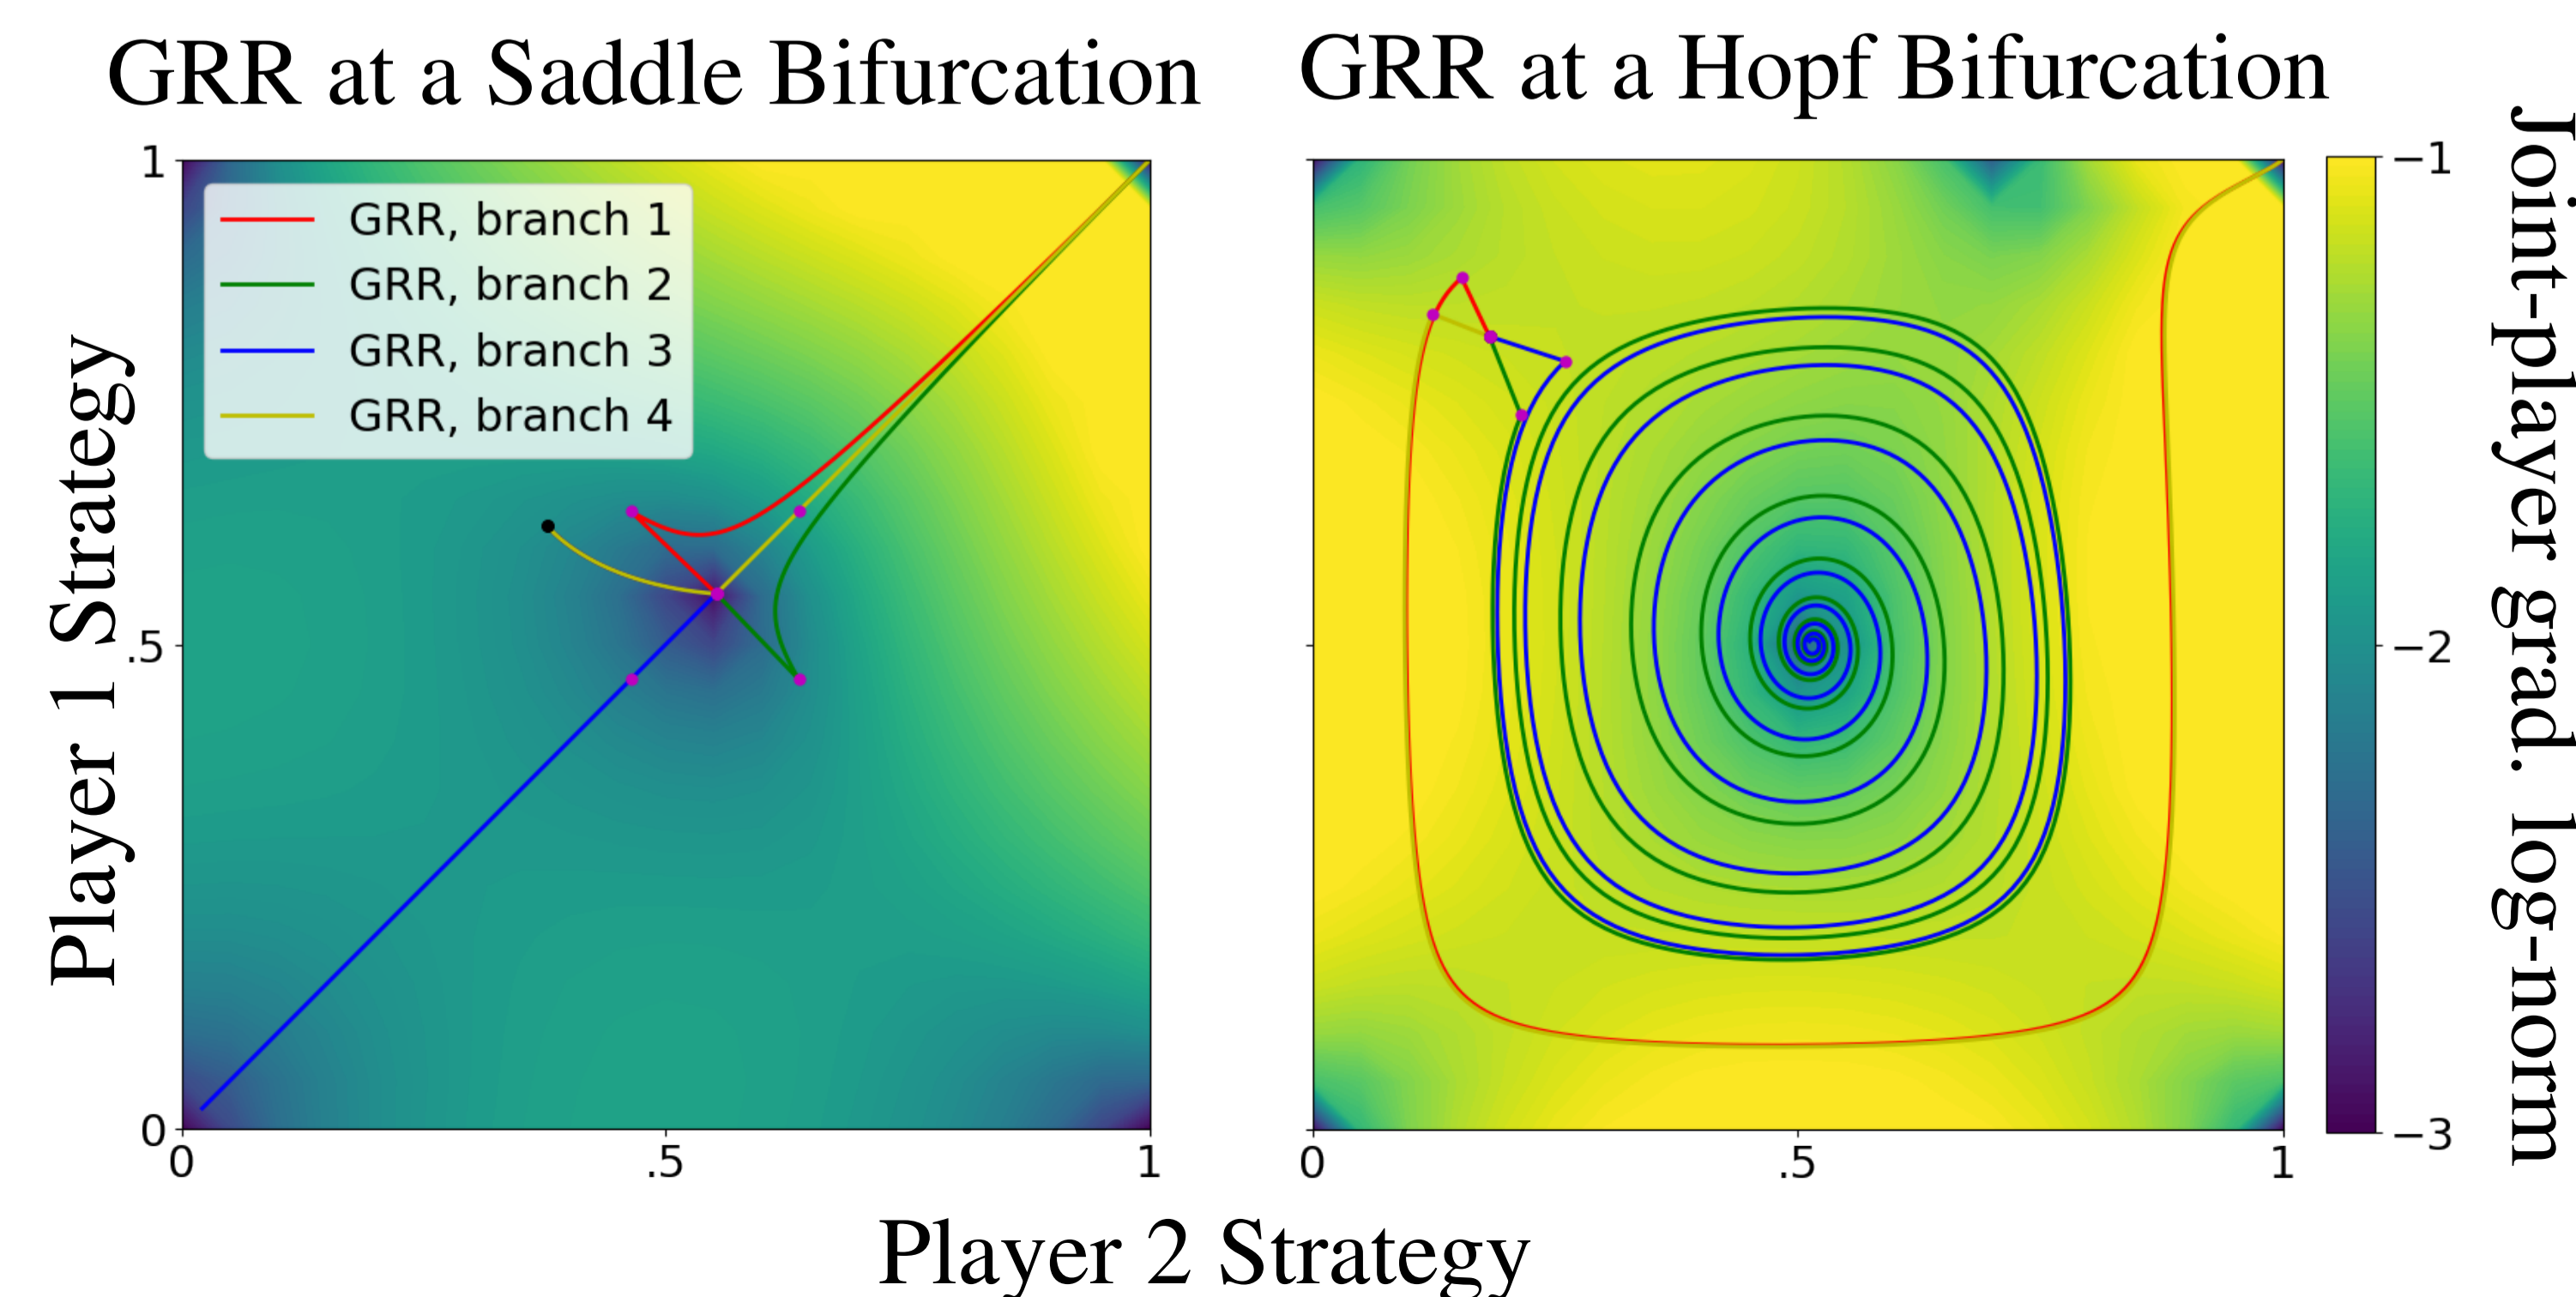 GRR at a Saddle Bifurcation
GRR at a Hopf Bifurcation
1
.5
0
Player 1 Strategy
GRR, branch 1
GRR, branch 2
GRR, branch 3
GRR, branch 4
0 .5 1
0 .5 1
Player 2 Strategy
−1
−2
−3
Joint-player grad. log-norm